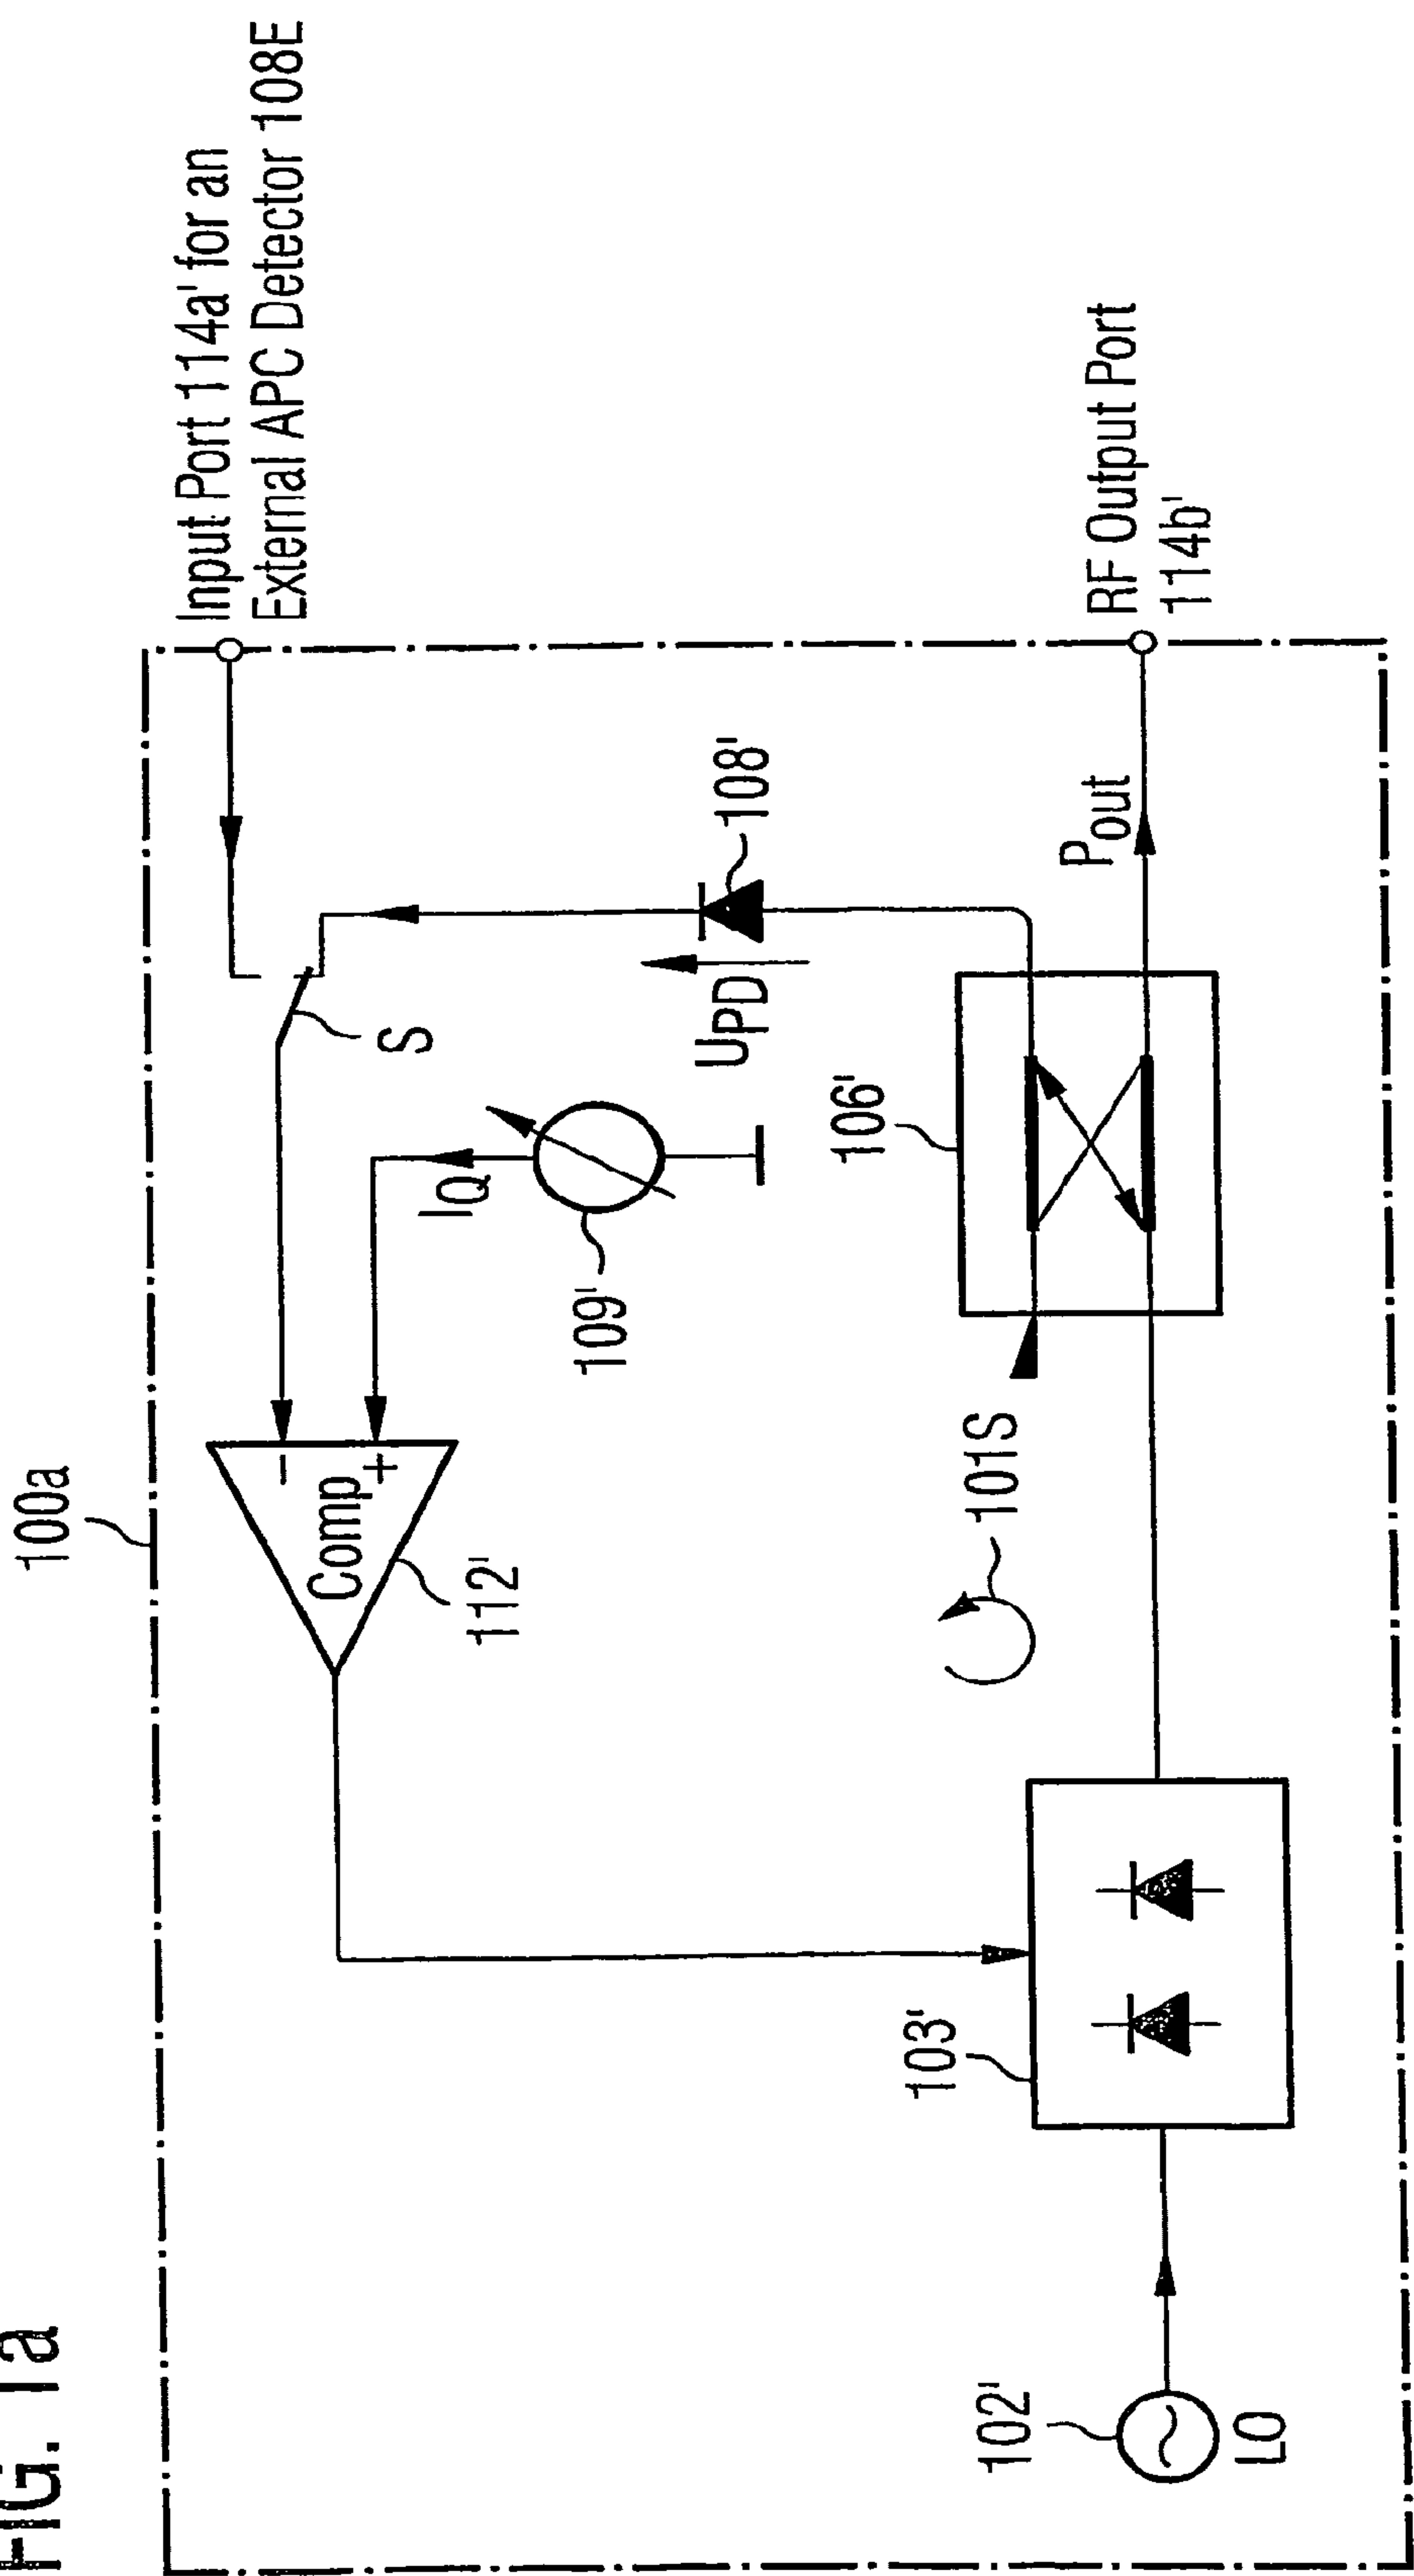 FIG. 1a
100a
Input Port 114a' for an
External APC Detector 108E
S
Comp
-
+
112'
IQ
109'
UPD
108'
106'
101S
Pout
RF Output Port
114b'
103'
102'
LO